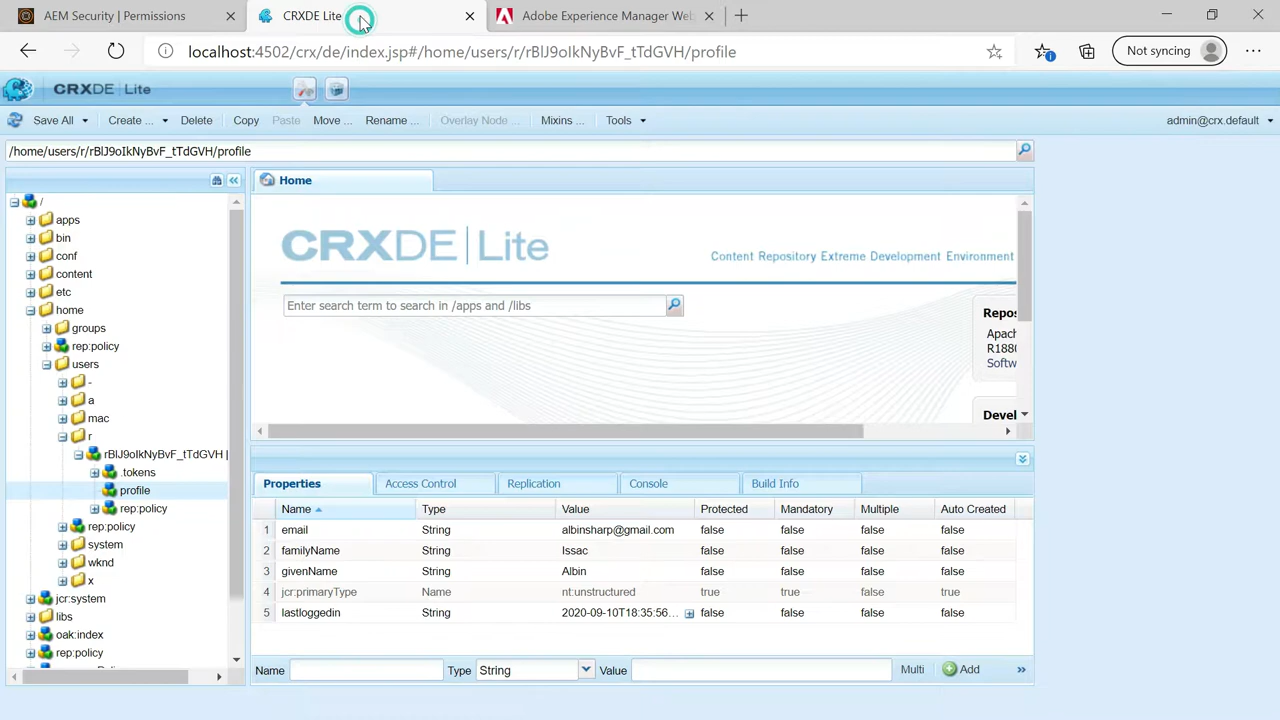 AEM Security | Permissions
CRXDE Lite
Adobe Experience Manager Web
localhost:4502/crx/de/index.jsp#/home/users/r/rBlJ9oIkNyBvF_tTdGVH/profile
Not syncing
CRXDE | Lite
Save All Create ... Delete Copy Paste Move ... Rename ... Overlay Node ... Mixins ... Tools admin@crx.default
/home/users/r/rBlJ9oIkNyBvF_tTdGVH/profile
/
apps
bin
conf
content
etc
home
groups
rep:policy
users
-
a
mac
r
rBlJ9oIkNyBvF_tTdGVH |
.tokens
profile
rep:policy
rep:policy
system
wknd
x
jcr:system
libs
oak:index
rep:policy
Home
CRXDE | Lite
Content Repository Extreme Development Environment
Enter search term to search in /apps and /libs
Repos
Apach
R1880
Softw
Devel
Properties Access Control Replication Console Build Info
Name Type Value Protected Mandatory Multiple Auto Created
1 email String albinsharp@gmail.com false false false false
2 familyName String Issac false false false false
3 givenName String Albin false false false false
4 jcr:primaryType Name nt:unstructured true true false true
5 lastloggedin String 2020-09-10T18:35:56... false false false false
Name Type String Value Multi Add »